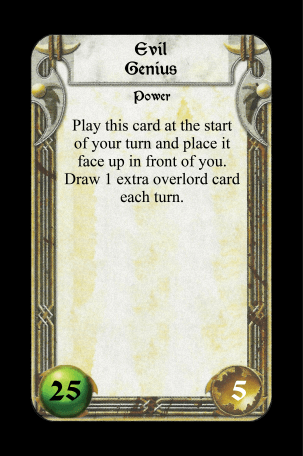 Evil
Genius
Power
Play this card at the start
of your turn and place it
face up in front of you.
Draw 1 extra overlord card
each turn.
25
5